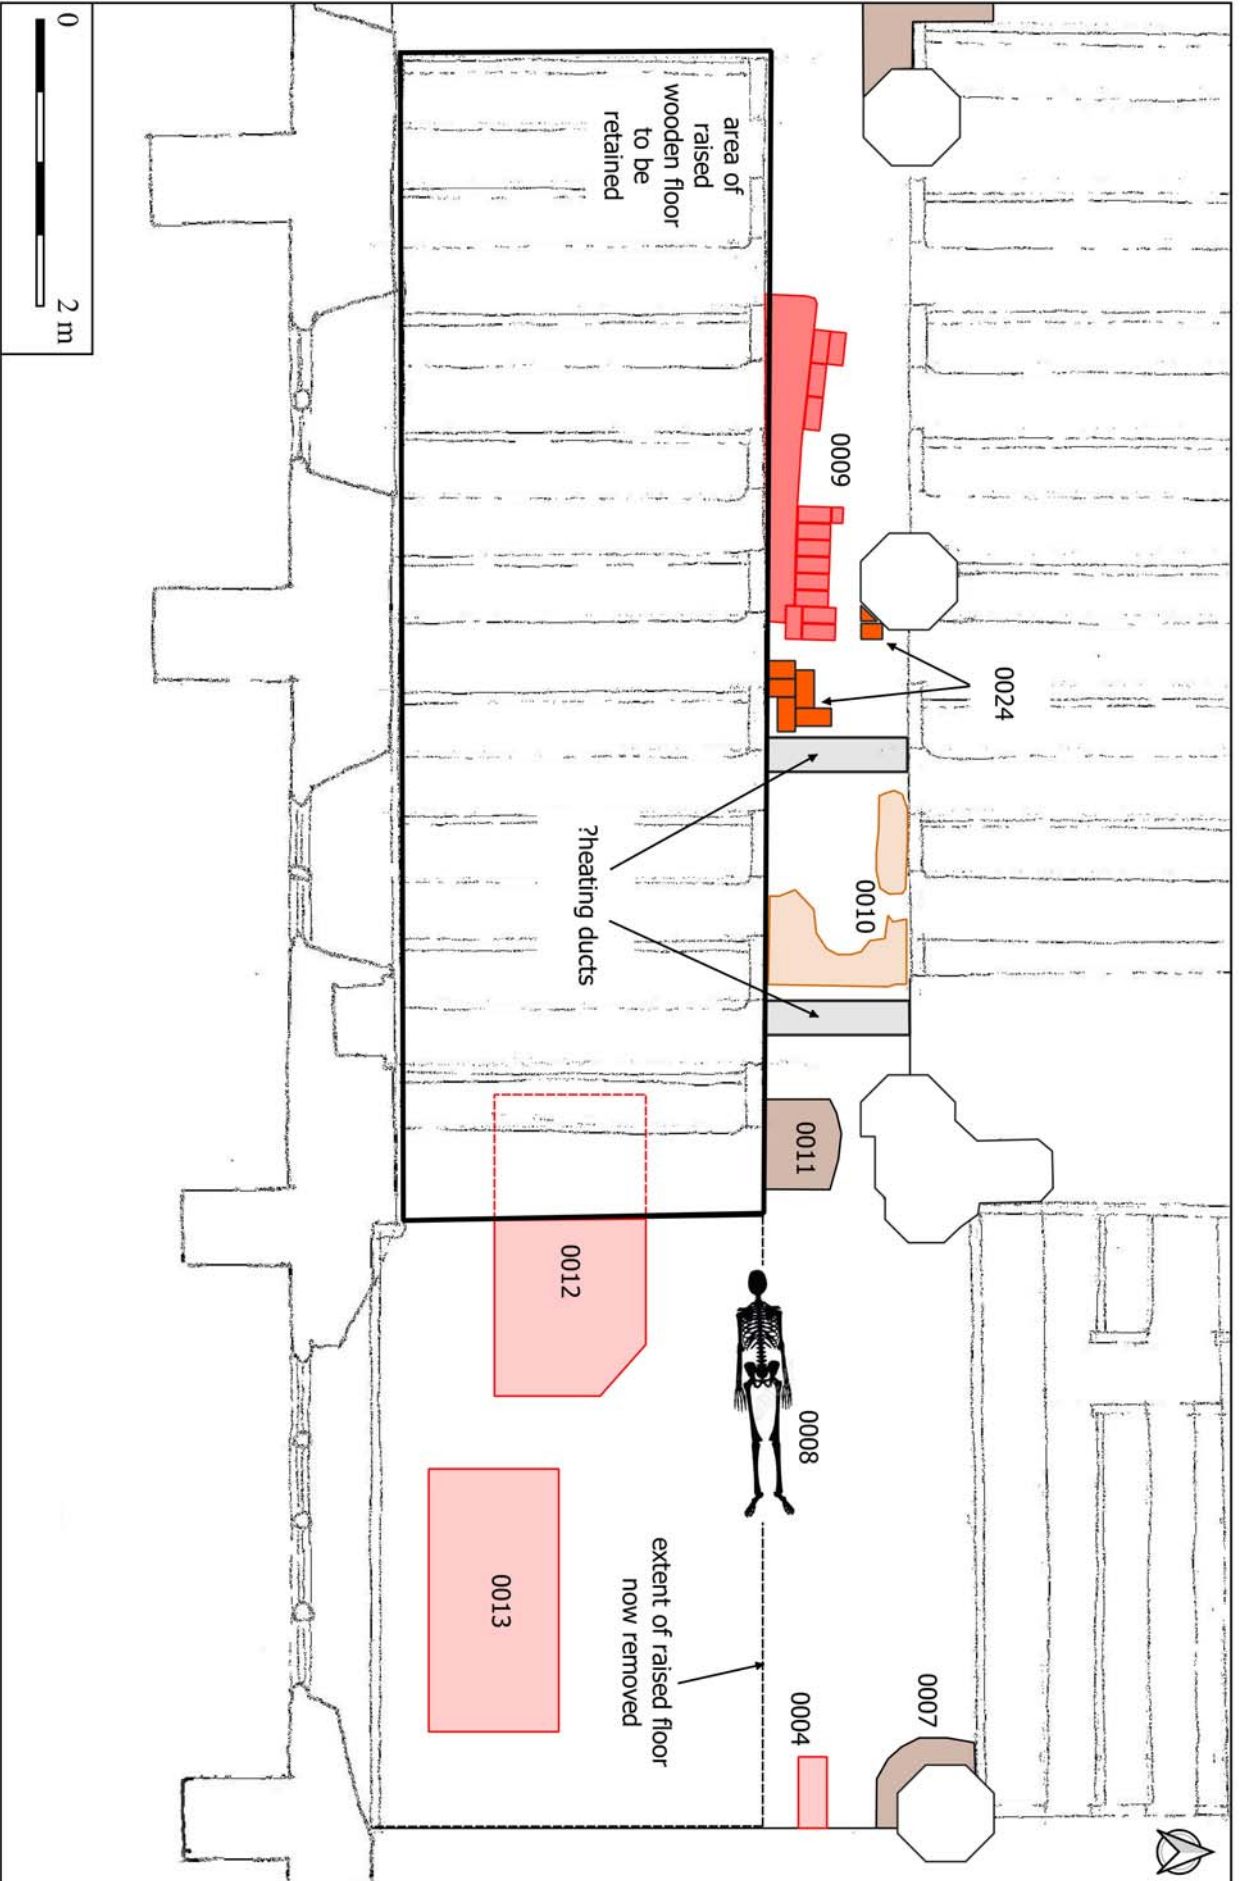 area of
raised
wooden floor
to be
retained
0009
0024
?heating ducts
0010
0011
0012
0008
0013
extent of raised floor
now removed
0004
0007
0
2 m